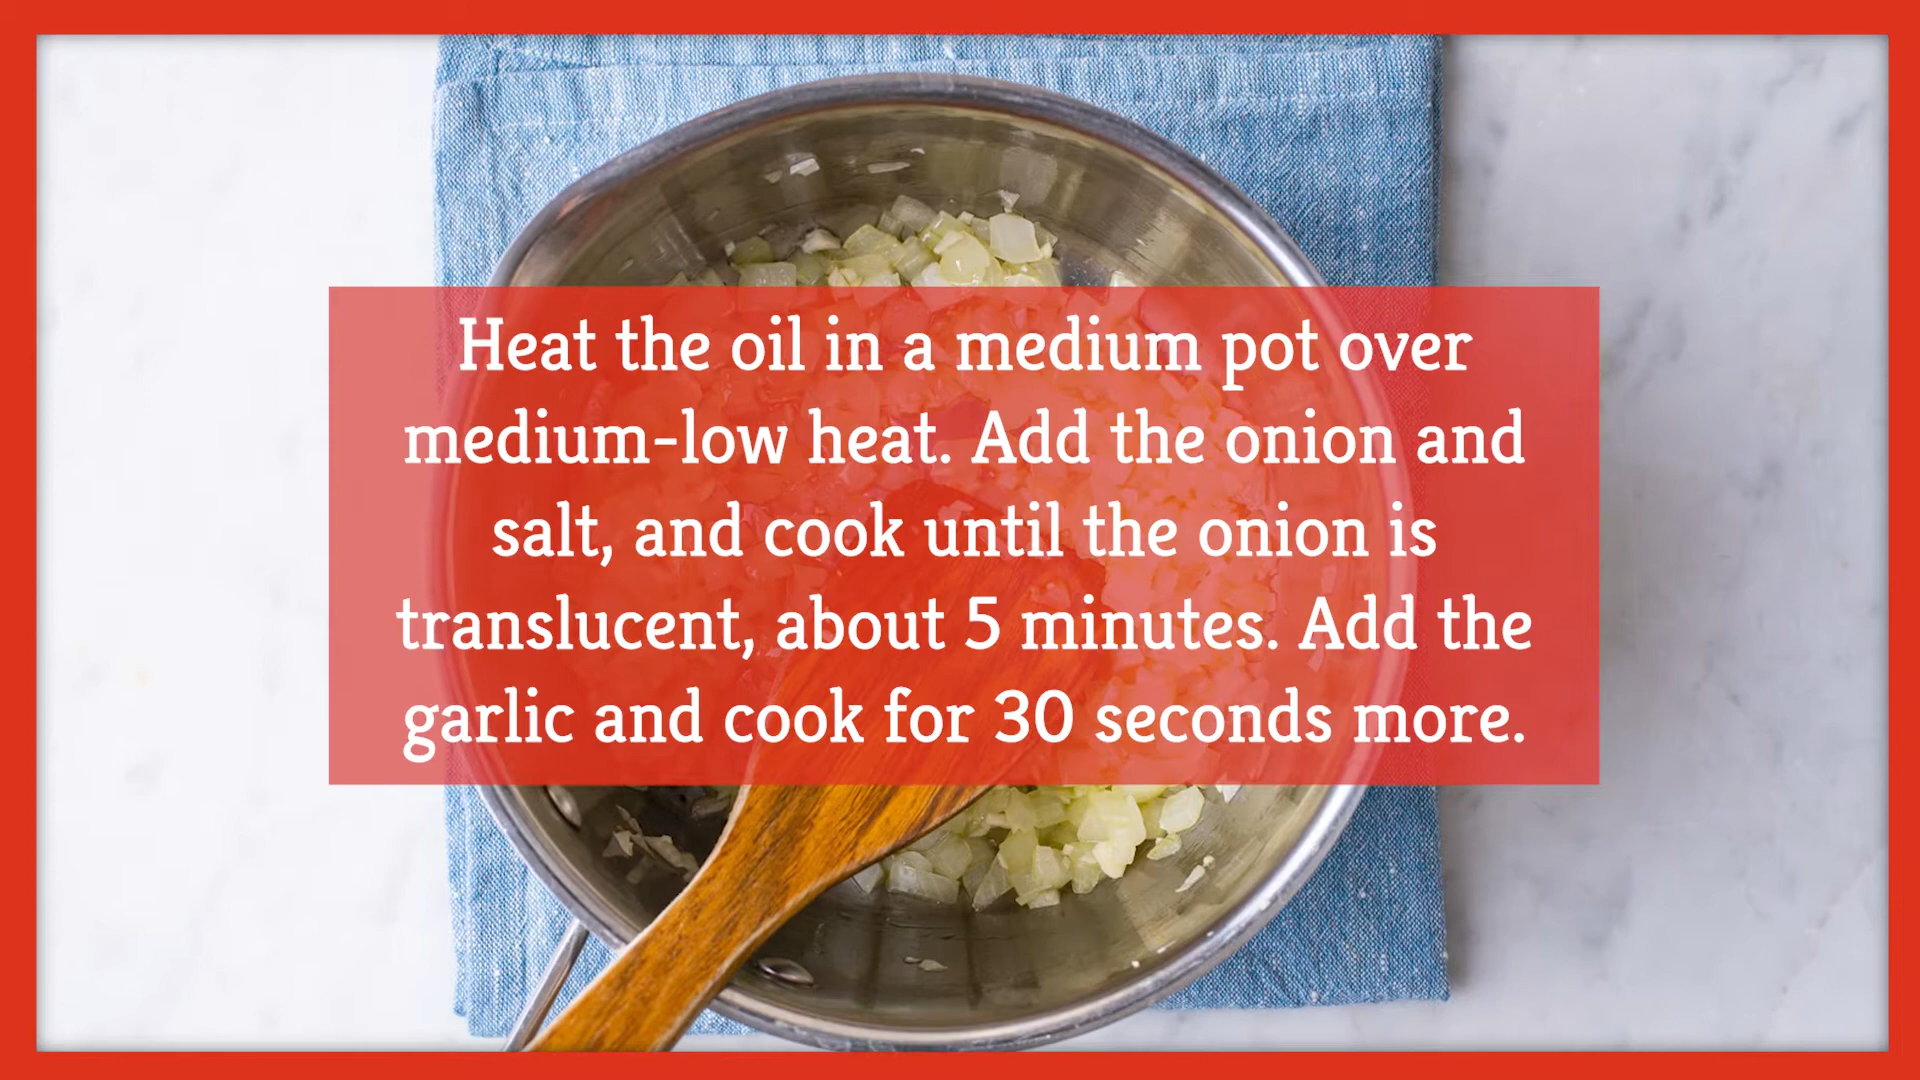 Heat the oil in a medium pot over
medium-low heat. Add the onion and
salt, and cook until the onion is
translucent, about 5 minutes. Add the
garlic and cook for 30 seconds more.